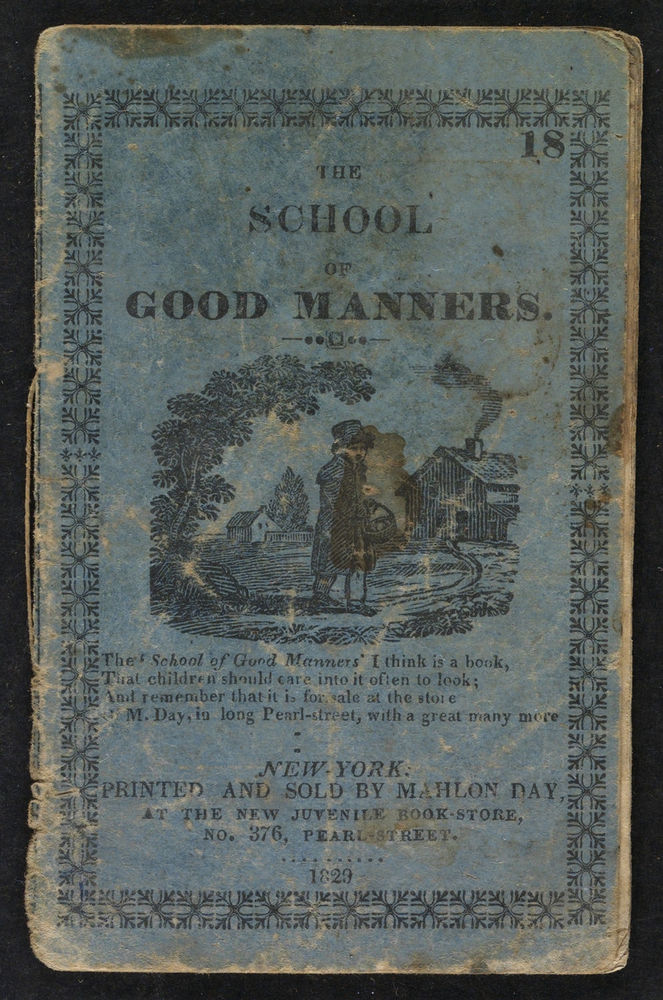 18
THE
SCHOOL
OF
GOOD MANNERS.
The 'School of Good Manners' I think is a book,
That children should care into it often to look;
And remember that it is for sale at the store
M. Day, in long Pearl-street, with a great many more
NEW-YORK:
PRINTED AND SOLD BY MAHLON DAY,
AT THE NEW JUVENILE BOOK-STORE,
NO. 376, PEARL-STREET.
1829